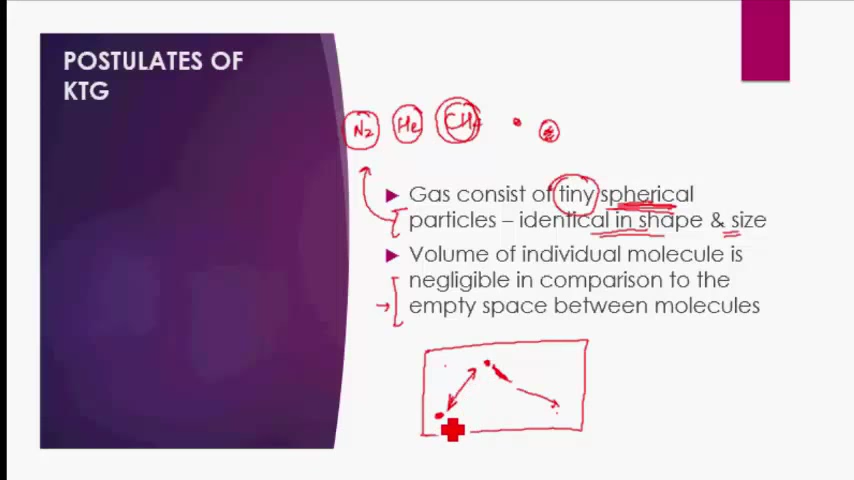 POSTULATES OF
KTG
N2 He CH4
Gas consist of tiny spherical
particles – identical in shape & size
Volume of individual molecule is
negligible in comparison to the
empty space between molecules